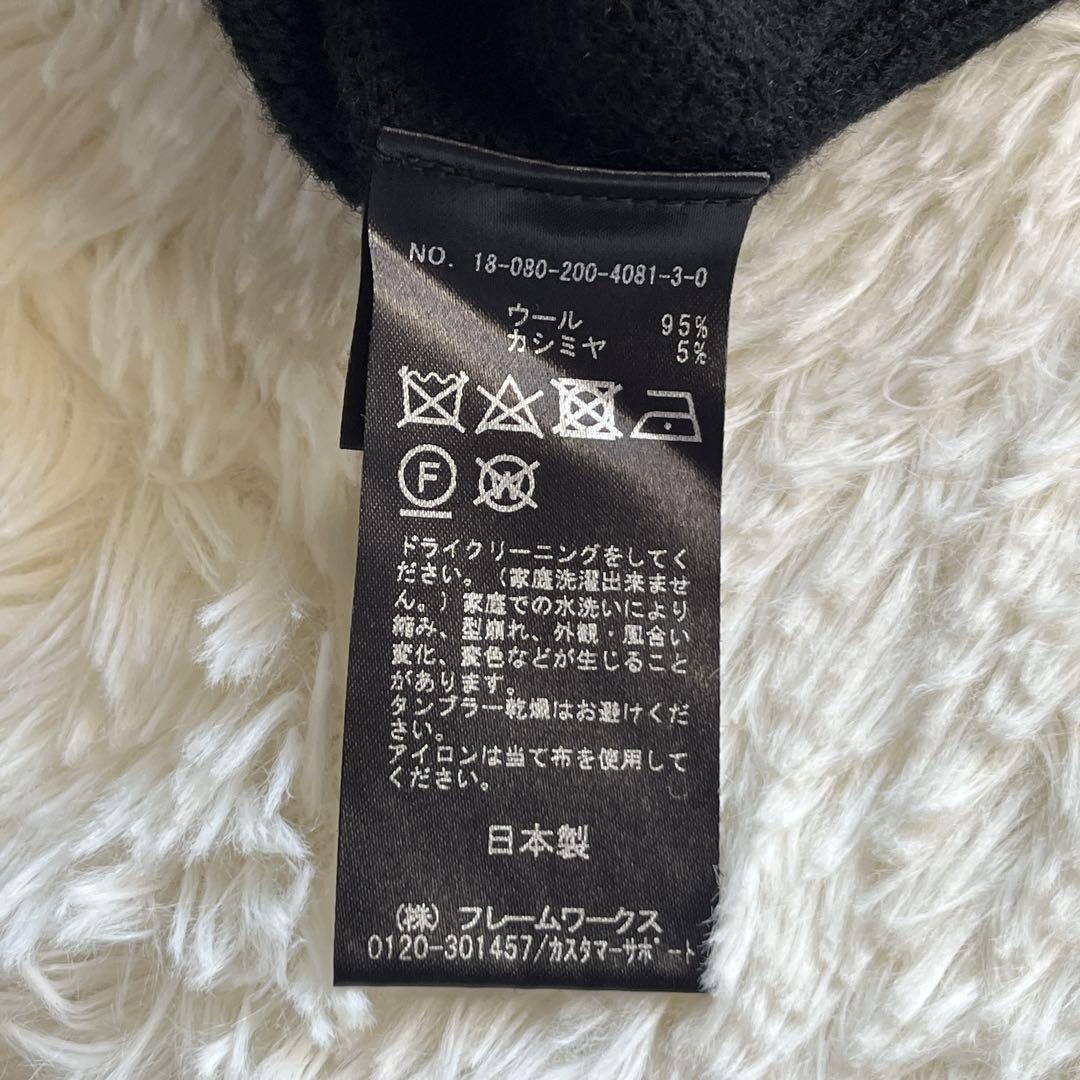 NO. 18-080-200-4081-3-0
ウール 95%
カシミヤ 5%
F W
ドライクリーニングをしてく
ださい。（家庭洗濯出来ませ
ん。）家庭での水洗いにより
縮み、型崩れ、外観・風合い
変化、変色などが生じること
があります。
タンブラー乾燥はお避けくだ
さい。
アイロンは当て布を使用して
ください。
日本製
（株）フレームワークス
0120-301457/カスタマーサポート